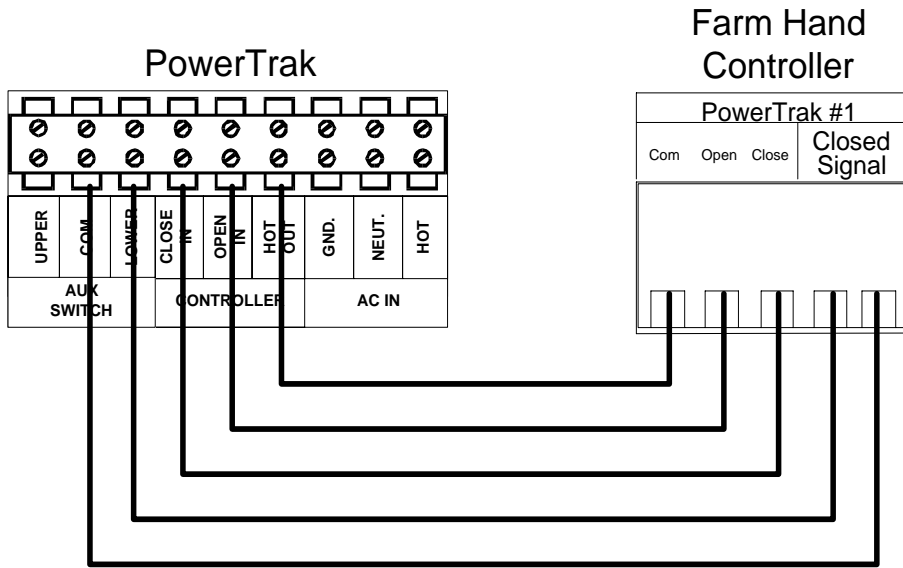 PowerTrak
Farm Hand
Controller
PowerTrak #1
Com Open Close
Closed
Signal
UPPER
COM
LOWER
CLOSE
IN
OPEN
IN
HOT
OUT
GND.
NEUT.
HOT
AUX
SWITCH
CONTROLLER
AC IN